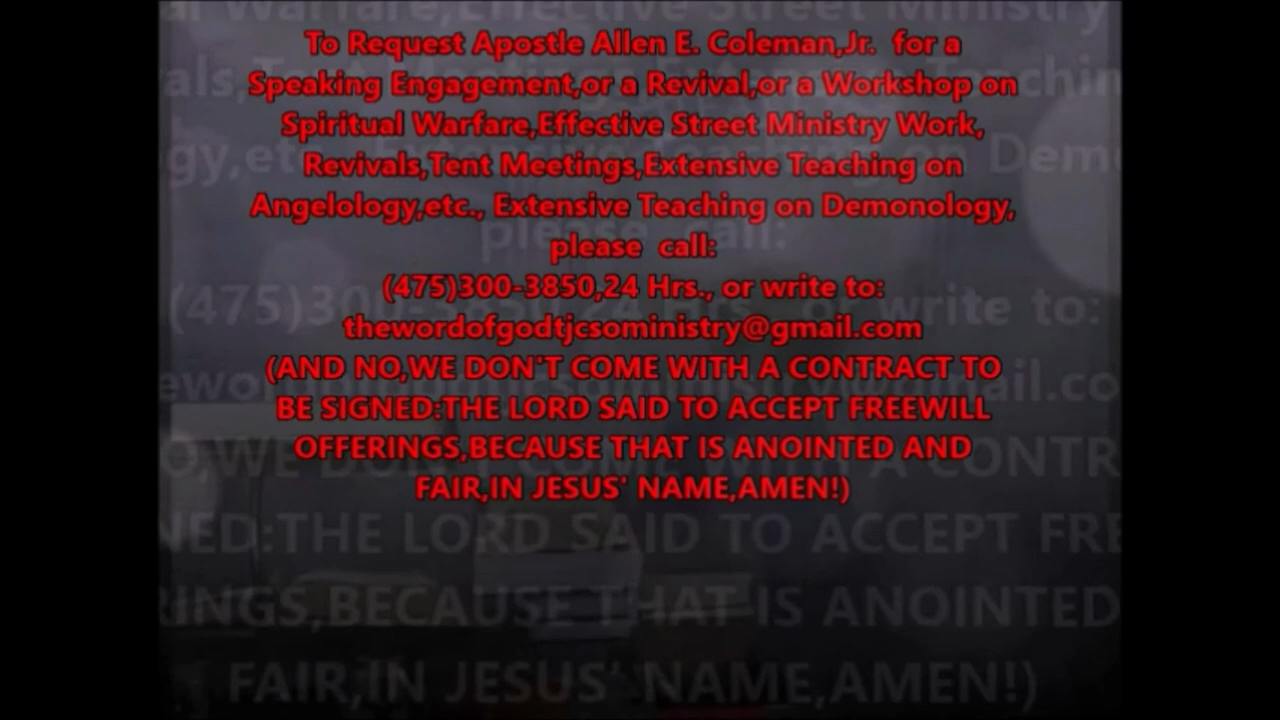 To Request Apostle Allen E. Coleman,Jr.  for a
Speaking Engagement,or a Revival,or a Workshop on
Spiritual Warfare,Effective Street Ministry Work,
Revivals,Tent Meetings,Extensive Teaching on
Angelology,etc., Extensive Teaching on Demonology,
please  call:
(475)300-3850,24 Hrs., or write to:
thewordofgodtjcsoministry@gmail.com
(AND NO,WE DON'T COME WITH A CONTRACT TO
BE SIGNED:THE LORD SAID TO ACCEPT FREEWILL
OFFERINGS,BECAUSE THAT IS ANOINTED AND
FAIR,IN JESUS' NAME,AMEN!)